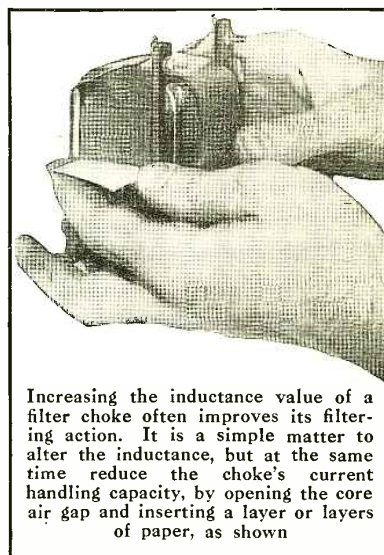 Increasing the inductance value of a
filter choke often improves its filter-
ing action. It is a simple matter to
alter the inductance, but at the same
time reduce the choke's current
handling capacity, by opening the core
air gap and inserting a layer or layers
of paper, as shown